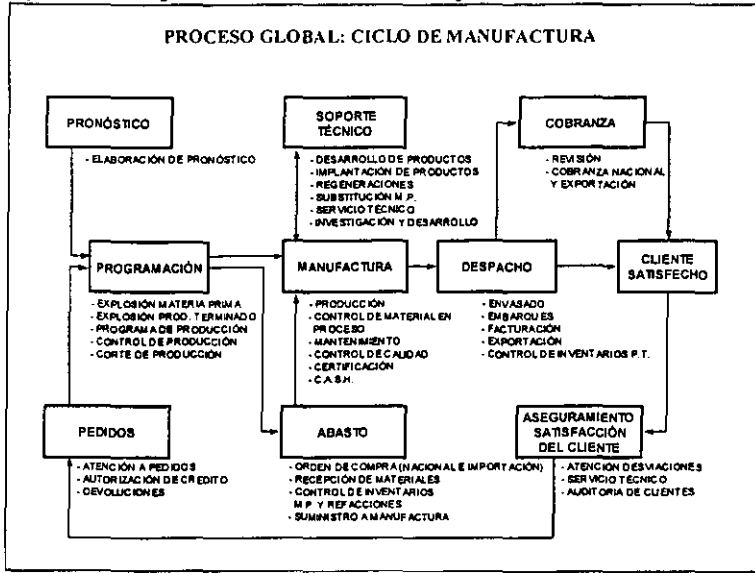 PROCESO GLOBAL: CICLO DE MANUFACTURA
PRONÓSTICO
- ELABORACIÓN DE PRONÓSTICO
SOPORTE
TÉCNICO
- DESARROLLO DE PRODUCTOS
- IMPLANTACIÓN DE PRODUCTOS
- REGENERACIONES
- SUBSTITUCIÓN M.P.
- SERVICIO TÉCNICO
- INVESTIGACIÓN Y DESARROLLO
COBRANZA
- REVISIÓN
- COBRANZA NACIONAL
Y EXPORTACIÓN
PROGRAMACIÓN
- EXPLOSIÓN MATERIA PRIMA
- EXPLOSIÓN PROD. TERMINADO
- PROGRAMA DE PRODUCCIÓN
- CONTROL DE PRODUCCIÓN
- CORTE DE PRODUCCIÓN
MANUFACTURA
- PRODUCCIÓN
- CONTROL DE MATERIAL EN
PROCESO
- MANTENIMIENTO
- CONTROL DE CALIDAD
- CERTIFICACIÓN
- C.A.S.H.
DESPACHO
- ENVASADO
- EMBARQUES
- FACTURACIÓN
- EXPORTACIÓN
- CONTROL DE INVENTARIOS P.T.
CLIENTE
SATISFECHO
PEDIDOS
- ATENCIÓN A PEDIDOS
- AUTORIZACIÓN DE CRÉDITO
- DEVOLUCIONES
ABASTO
- ORDEN DE COMPRA (NACIONAL E IMPORTACIÓN)
- RECEPCIÓN DE MATERIALES
- CONTROL DE INVENTARIOS
M.P. Y REFACCIONES
- SUMINISTRO A MANUFACTURA
ASEGURAMIENTO
SATISFACCIÓN
DEL CLIENTE
- ATENCIÓN DESVIACIONES
- SERVICIO TÉCNICO
- AUDITORIA DE CLIENTES